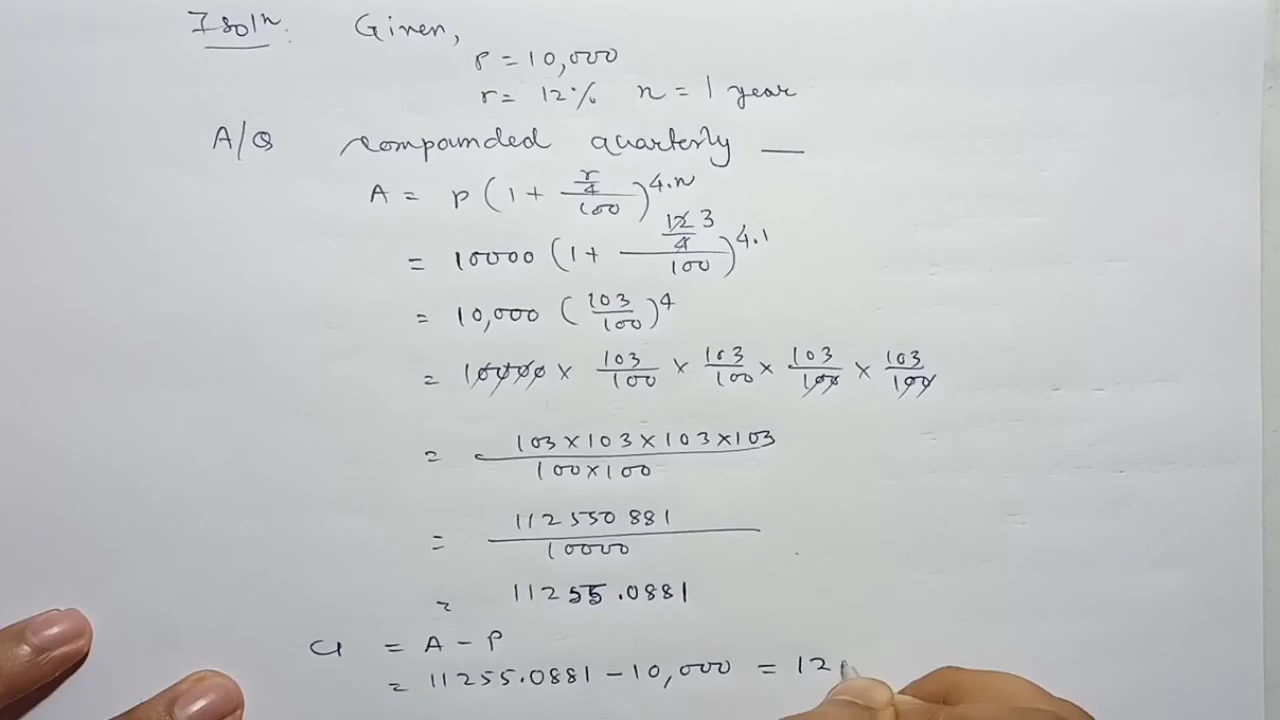 I soln. Given,
P = 10,000
r = 12% n = 1 year
A/Q compounded quarterly —
A = P (1 + r/4 / 100)^4.n
= 10000 (1 + 12/4 3 / 100)^4.1
= 10,000 (103/100)^4
= 10000 × 103/100 × 103/100 × 103/100 × 103/100
= 103×103×103×103 / 100×100
= 112550881 / 10000
= 11255.0881
CI = A - P
= 11255.0881 - 10,000 = 12